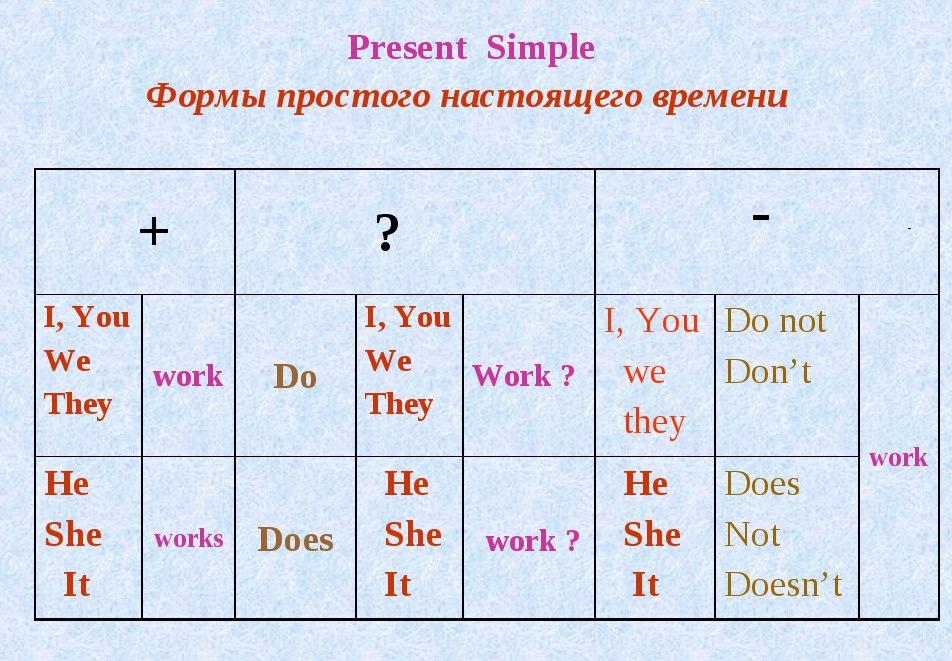 Present Simple
Формы простого настоящего времени
+
?
-
-
I, You
We
They
work
Do
I, You
We
They
Work ?
I, You
we
they
Do not
Don’t
work
He
She
It
works
Does
He
She
It
work ?
He
She
It
Does
Not
Doesn’t